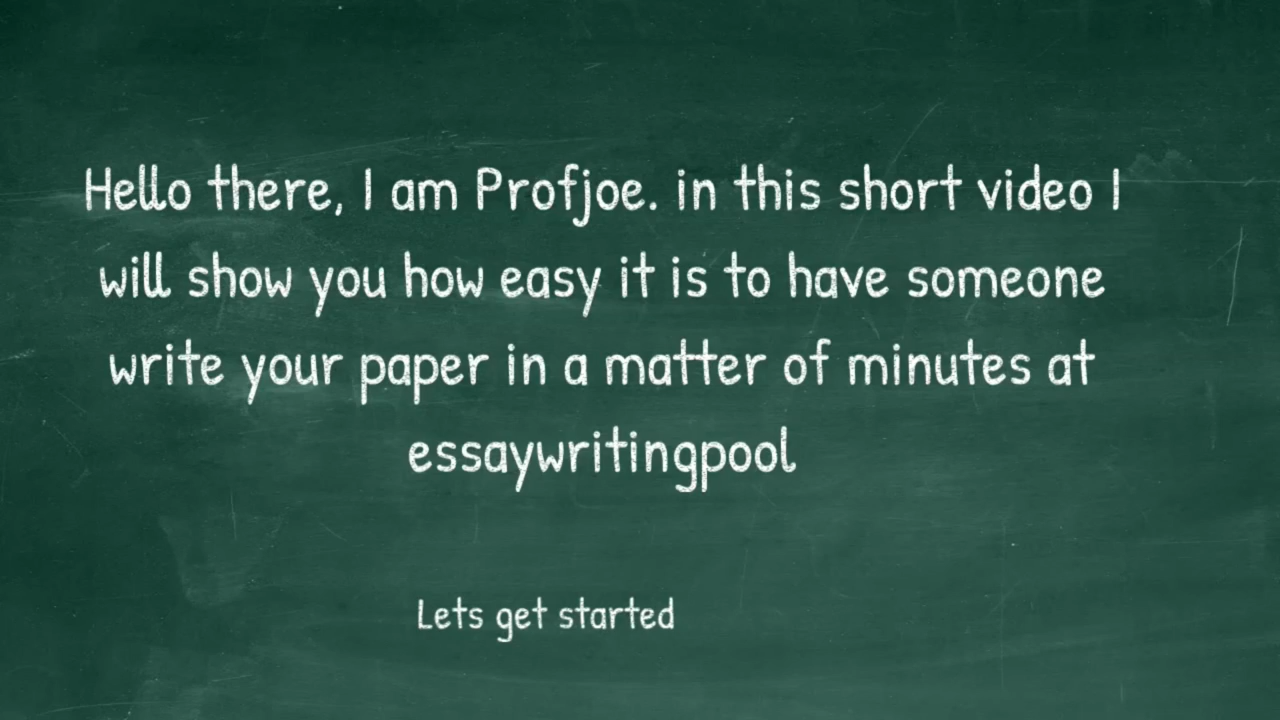 Hello there, I am Profjoe. in this short video I
will show you how easy it is to have someone
write your paper in a matter of minutes at
essaywritingpool
Lets get started